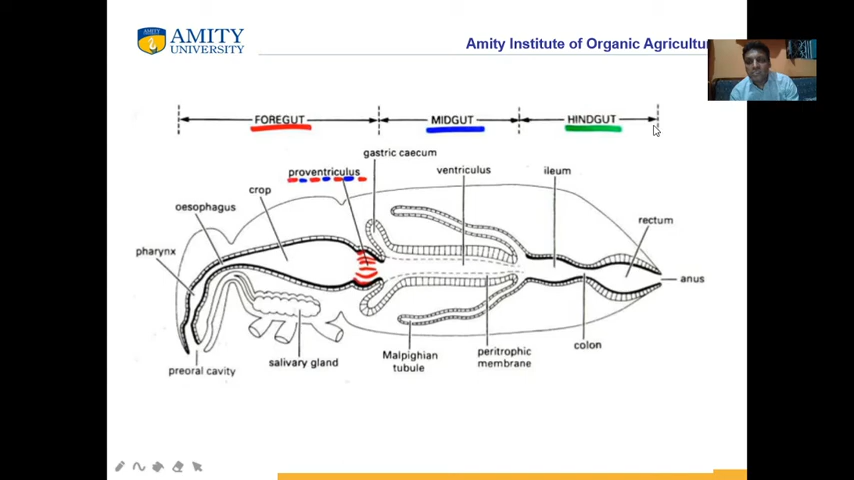 AMITY
UNIVERSITY
Amity Institute of Organic Agricultur
FOREGUT
MIDGUT
HINDGUT
gastric caecum
proventriculus
ventriculus
ileum
crop
oesophagus
rectum
pharynx
anus
colon
peritrophic
membrane
Malpighian
tubule
salivary gland
preoral cavity